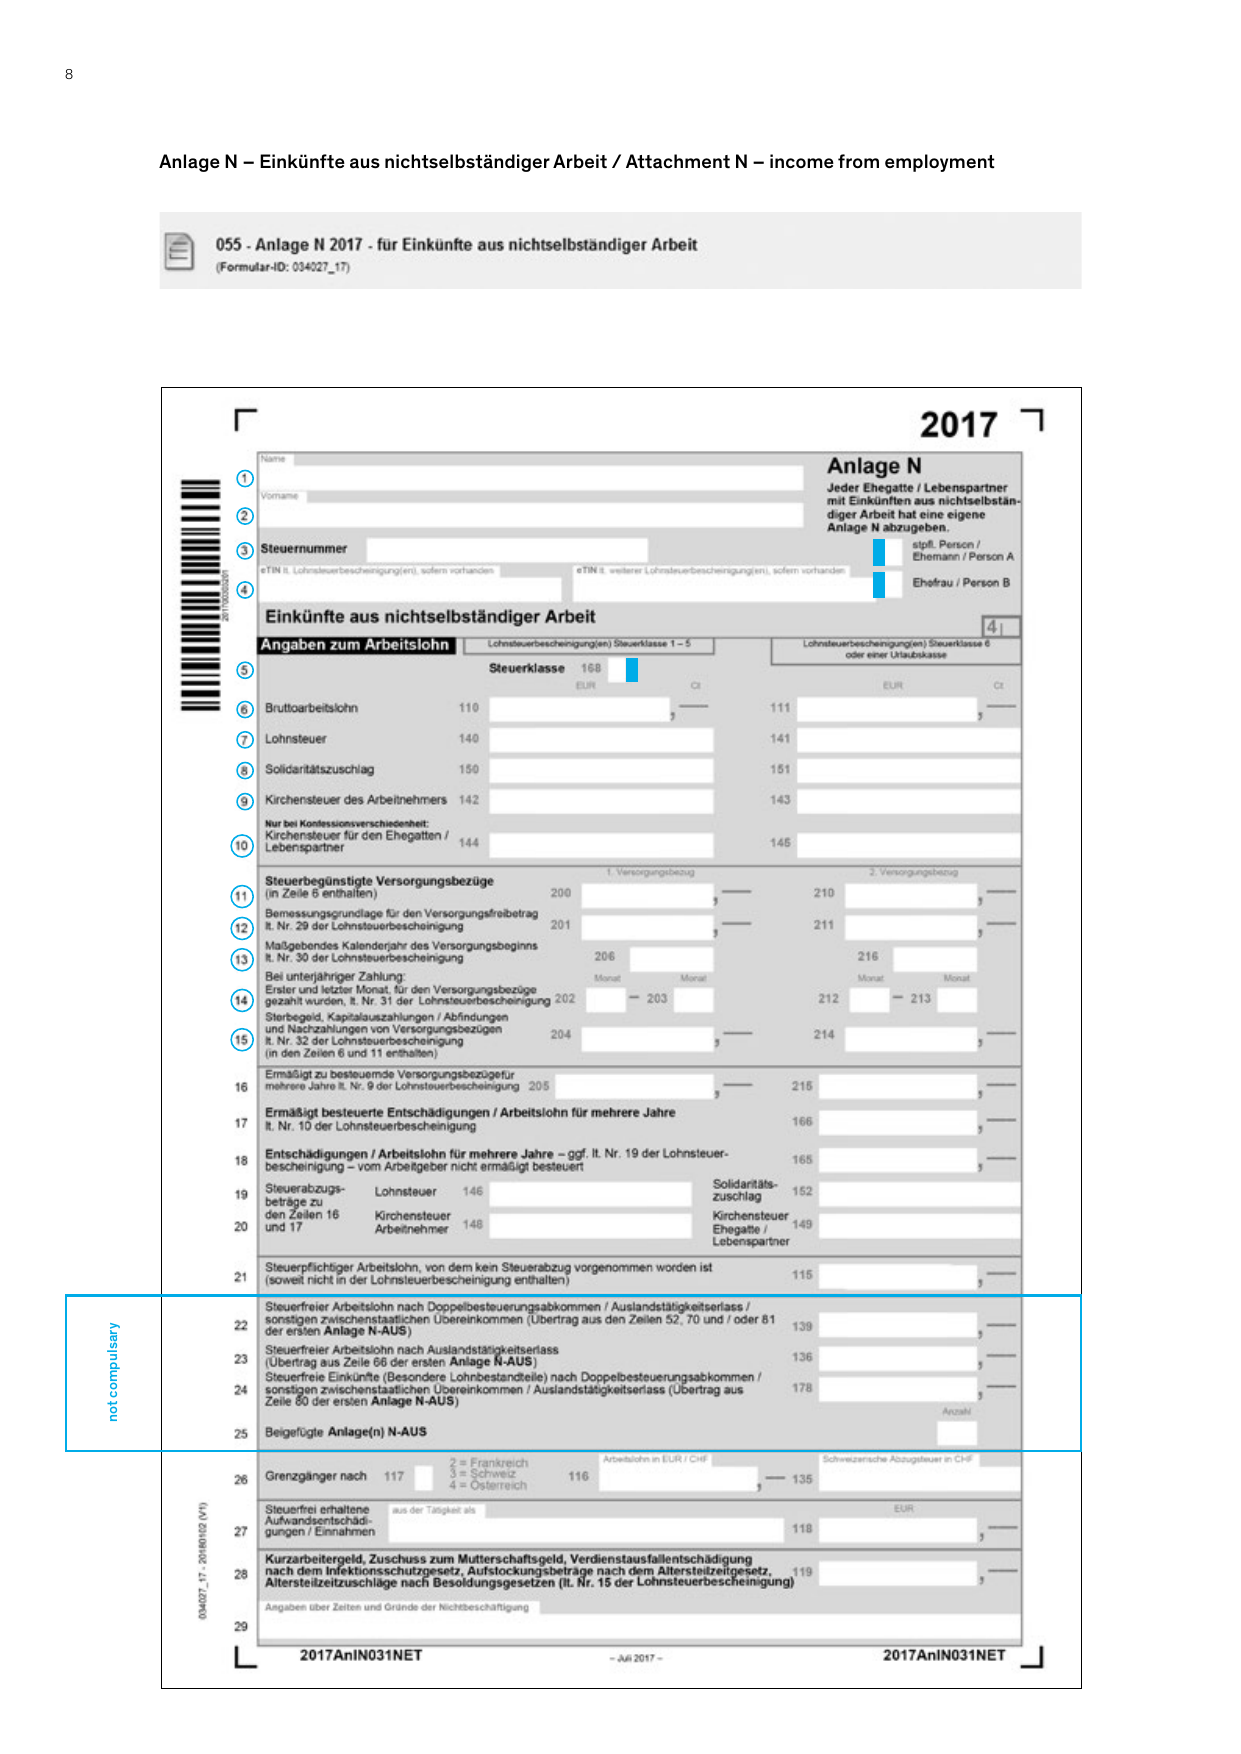 8
Anlage N – Einkünfte aus nichtselbständiger Arbeit / Attachment N – income from employment
055 - Anlage N 2017 - für Einkünfte aus nichtselbständiger Arbeit
(Formular-ID: 034027_17)
2017
Name
1
Anlage N
Jeder Ehegatte / Lebenspartner
mit Einkünften aus nichtselbstän-
diger Arbeit hat eine eigene
Anlage N abzugeben.
Vorname
2
3 Steuernummer
stpfl. Person /
Ehemann / Person A
eTIN lt. Lohnsteuerbescheinigung(en), sofern vorhanden eTIN lt. weiterer Lohnsteuerbescheinigung(en), sofern vorhanden
4
Ehefrau / Person B
20170030201
Einkünfte aus nichtselbständiger Arbeit
4
Angaben zum Arbeitslohn Lohnsteuerbescheinigung(en) Steuerklasse 1 – 5 Lohnsteuerbescheinigung(en) Steuerklasse 6
oder einer Urlaubskasse
5 Steuerklasse 168
EUR Ct EUR Ct
6 Bruttoarbeitslohn 110 , 111 ,
7 Lohnsteuer 140 141
8 Solidaritätszuschlag 150 151
9 Kirchensteuer des Arbeitnehmers 142 143
Nur bei Konfessionsverschiedenheit:
10 Kirchensteuer für den Ehegatten /
Lebenspartner 144 145
1. Versorgungsbezug 2. Versorgungsbezug
11 Steuerbegünstigte Versorgungsbezüge
(in Zeile 6 enthalten) 200 , 210 ,
12 Bemessungsgrundlage für den Versorgungsfreibetrag
lt. Nr. 29 der Lohnsteuerbescheinigung 201 , 211 ,
13 Maßgebendes Kalenderjahr des Versorgungsbeginns
lt. Nr. 30 der Lohnsteuerbescheinigung 206 216
Bei unterjähriger Zahlung: Monat Monat Monat Monat
14 Erster und letzter Monat, für den Versorgungsbezüge
gezahlt wurden, lt. Nr. 31 der Lohnsteuerbescheinigung 202 – 203 212 – 213
Sterbegeld, Kapitalauszahlungen / Abfindungen
und Nachzahlungen von Versorgungsbezügen
15 lt. Nr. 32 der Lohnsteuerbescheinigung 204 , 214 ,
(in den Zeilen 6 und 11 enthalten)
16 Ermäßigt zu besteuernde Versorgungsbezügefür
mehrere Jahre lt. Nr. 9 der Lohnsteuerbescheinigung 205 , 215 ,
17 Ermäßigt besteuerte Entschädigungen / Arbeitslohn für mehrere Jahre
lt. Nr. 10 der Lohnsteuerbescheinigung 166 ,
18 Entschädigungen / Arbeitslohn für mehrere Jahre – ggf. lt. Nr. 19 der Lohnsteuer-
bescheinigung – vom Arbeitgeber nicht ermäßigt besteuert 165 ,
19 Steuerabzugs-
beträge zu
den Zeilen 16
und 17
Lohnsteuer 146 Solidaritäts-
zuschlag 152
20 Kirchensteuer
Arbeitnehmer 148 Kirchensteuer
Ehegatte /
Lebenspartner 149
21 Steuerpflichtiger Arbeitslohn, von dem kein Steuerabzug vorgenommen worden ist
(soweit nicht in der Lohnsteuerbescheinigung enthalten) 115 ,
not compulsary
22 Steuerfreier Arbeitslohn nach Doppelbesteuerungsabkommen / Auslandstätigkeitserlass /
sonstigen zwischenstaatlichen Übereinkommen (Übertrag aus den Zeilen 52, 70 und / oder 81
der ersten Anlage N-AUS) 139 ,
23 Steuerfreier Arbeitslohn nach Auslandstätigkeitserlass
(Übertrag aus Zeile 66 der ersten Anlage N-AUS) 136 ,
24 Steuerfreie Einkünfte (Besondere Lohnbestandteile) nach Doppelbesteuerungsabkommen /
sonstigen zwischenstaatlichen Übereinkommen / Auslandstätigkeitserlass (Übertrag aus
Zeile 80 der ersten Anlage N-AUS) 178 ,
Anzahl
25 Beigefügte Anlage(n) N-AUS
26 Grenzgänger nach 117 2 = Frankreich
3 = Schweiz
4 = Österreich
116 Arbeitslohn in EUR / CHF , – 135 Schweizerische Abzugsteuer in CHF
27 Steuerfrei erhaltene
Aufwandsentschädi-
gungen / Einnahmen
aus der Tätigkeit als EUR
118 ,
28 Kurzarbeitergeld, Zuschuss zum Mutterschaftsgeld, Verdienstausfallentschädigung
nach dem Infektionsschutzgesetz, Aufstockungsbeträge nach dem Altersteilzeitgesetz,
Altersteilzeitzuschläge nach Besoldungsgesetzen (lt. Nr. 15 der Lohnsteuerbescheinigung) 119 ,
29 Angaben über Zeiten und Gründe der Nichtbeschäftigung
034027_17 - 20180102 (V1)
2017AnlN031NET – Juli 2017 – 2017AnlN031NET